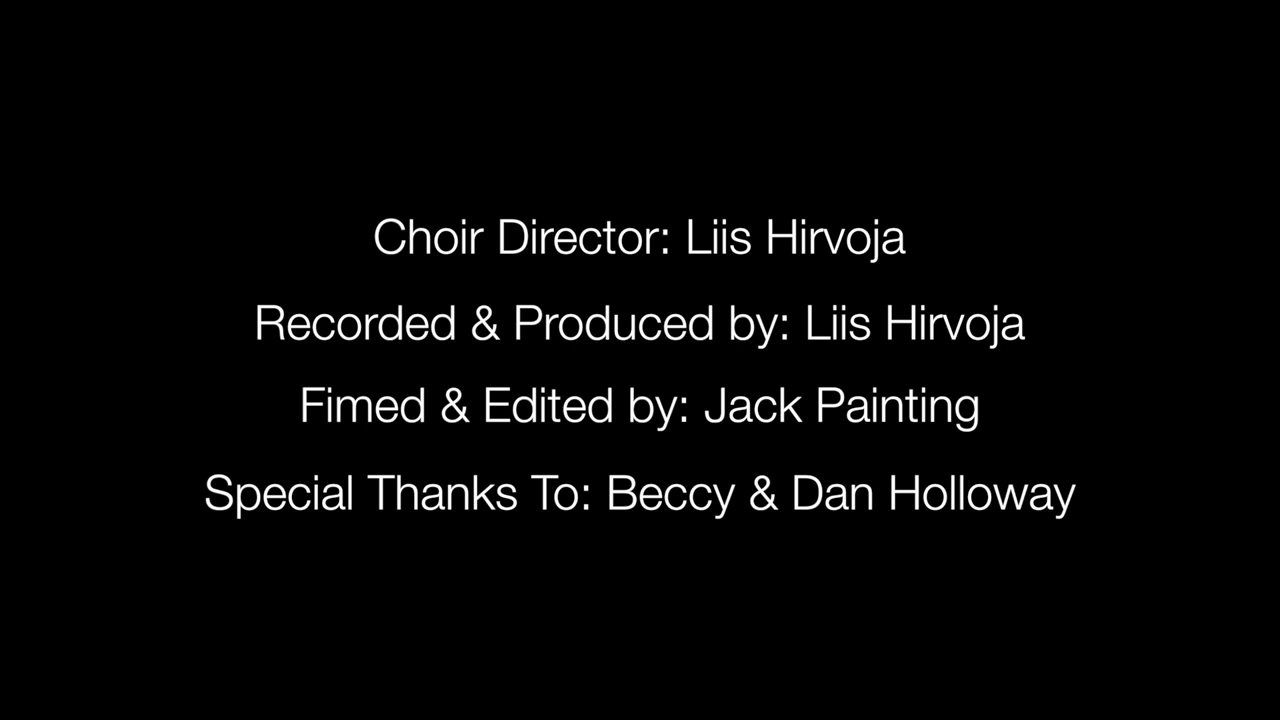 Choir Director: Liis Hirvoja
Recorded & Produced by: Liis Hirvoja
Fimed & Edited by: Jack Painting
Special Thanks To: Beccy & Dan Holloway